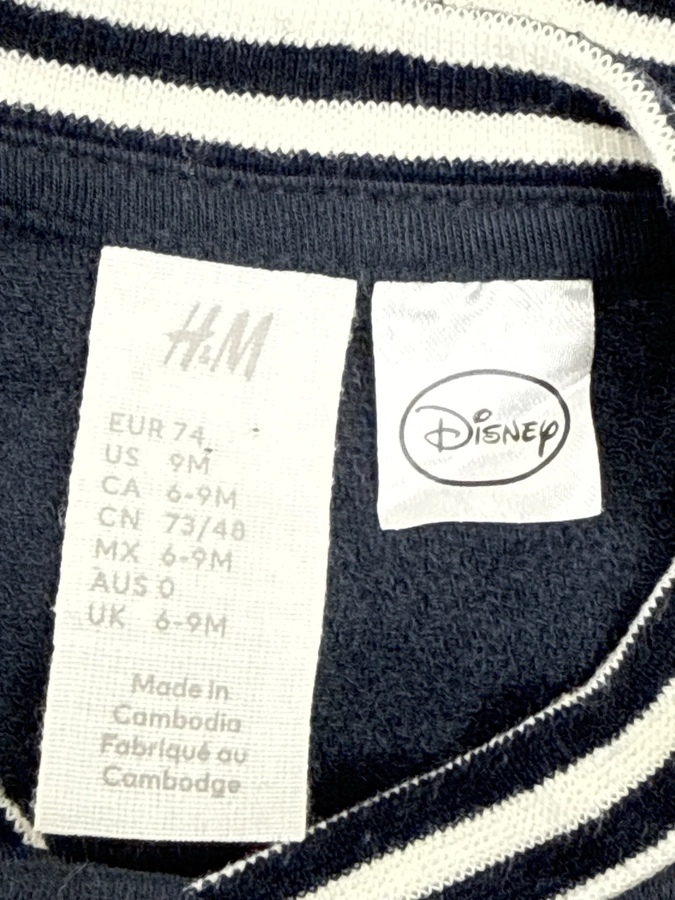 H&M
EUR 74
US 9M
CA 6-9M
CN 73/48
MX 6-9M
AUS 0
UK 6-9M
Made in
Cambodia
Fabriqué au
Cambodge
Disney